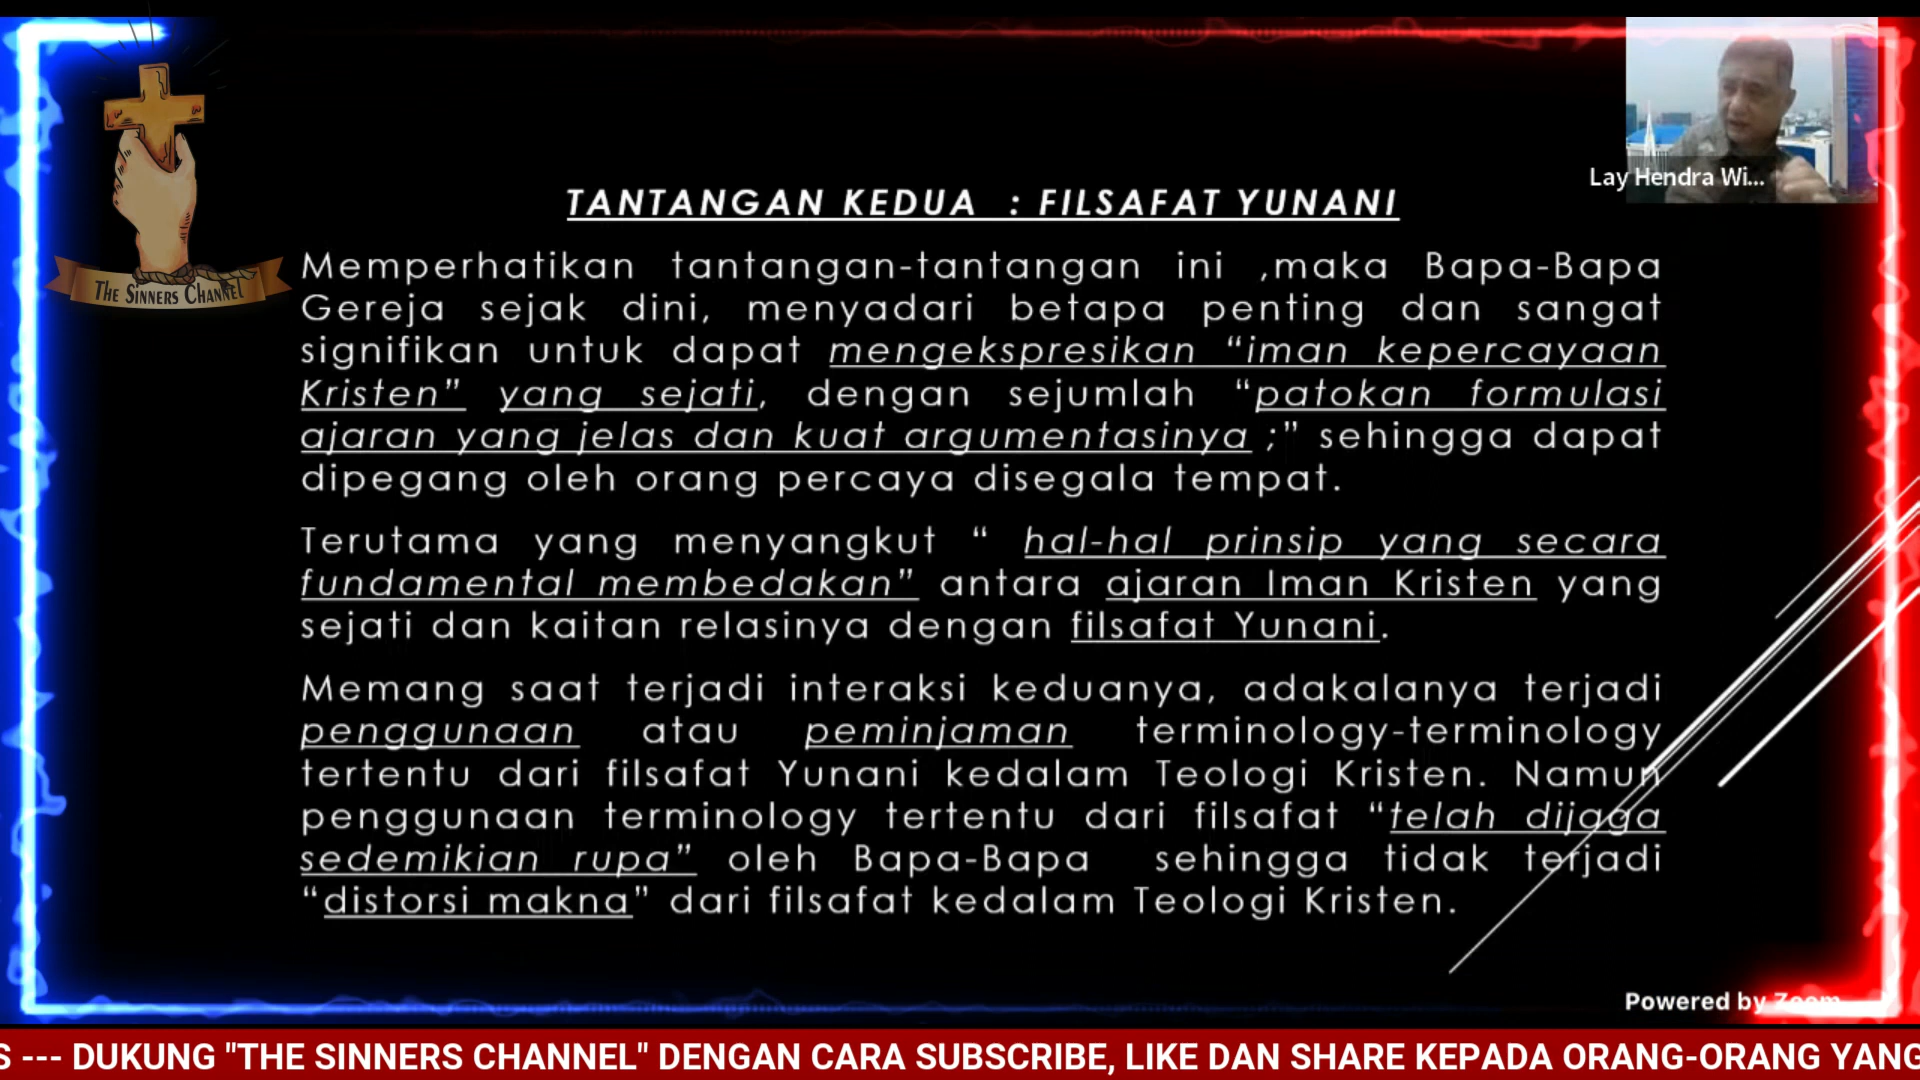 THE SINNERS CHANNEL
Lay Hendra Wi...
TANTANGAN KEDUA : FILSAFAT YUNANI
Memperhatikan tantangan-tantangan ini ,maka Bapa-Bapa
Gereja sejak dini, menyadari betapa penting dan sangat
signifikan untuk dapat mengekspresikan “iman kepercayaan
Kristen” yang sejati, dengan sejumlah “patokan formulasi
ajaran yang jelas dan kuat argumentasinya ;” sehingga dapat
dipegang oleh orang percaya disegala tempat.
Terutama yang menyangkut “ hal-hal prinsip yang secara
fundamental membedakan” antara ajaran Iman Kristen yang
sejati dan kaitan relasinya dengan filsafat Yunani.
Memang saat terjadi interaksi keduanya, adakalanya terjadi
penggunaan atau peminjaman terminology-terminology
tertentu dari filsafat Yunani kedalam Teologi Kristen. Namun
penggunaan terminology tertentu dari filsafat “telah dijaga
sedemikian rupa” oleh Bapa-Bapa sehingga tidak terjadi
“distorsi makna” dari filsafat kedalam Teologi Kristen.
Powered by Zoom
S --- DUKUNG "THE SINNERS CHANNEL" DENGAN CARA SUBSCRIBE, LIKE DAN SHARE KEPADA ORANG-ORANG YANG